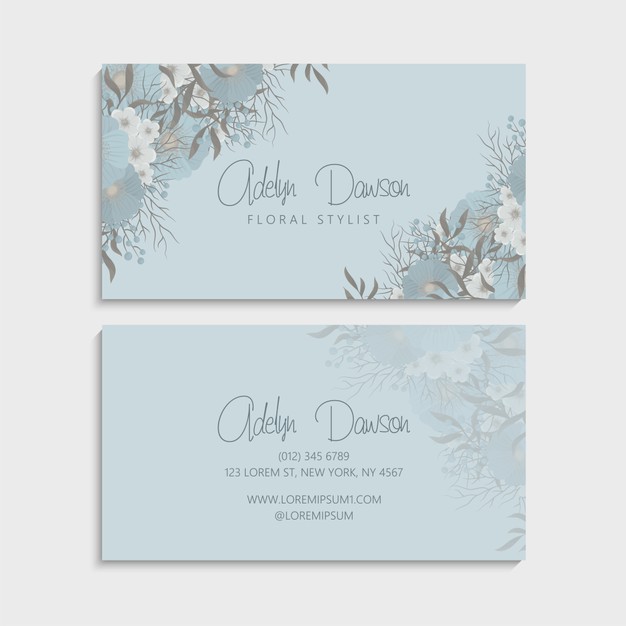 Adelyn Dawson
FLORAL STYLIST
Adelyn Dawson
(012) 345 6789
123 LOREM ST, NEW YORK, NY 4567
WWW.LOREMIPSUM1.COM
@LOREMIPSUM